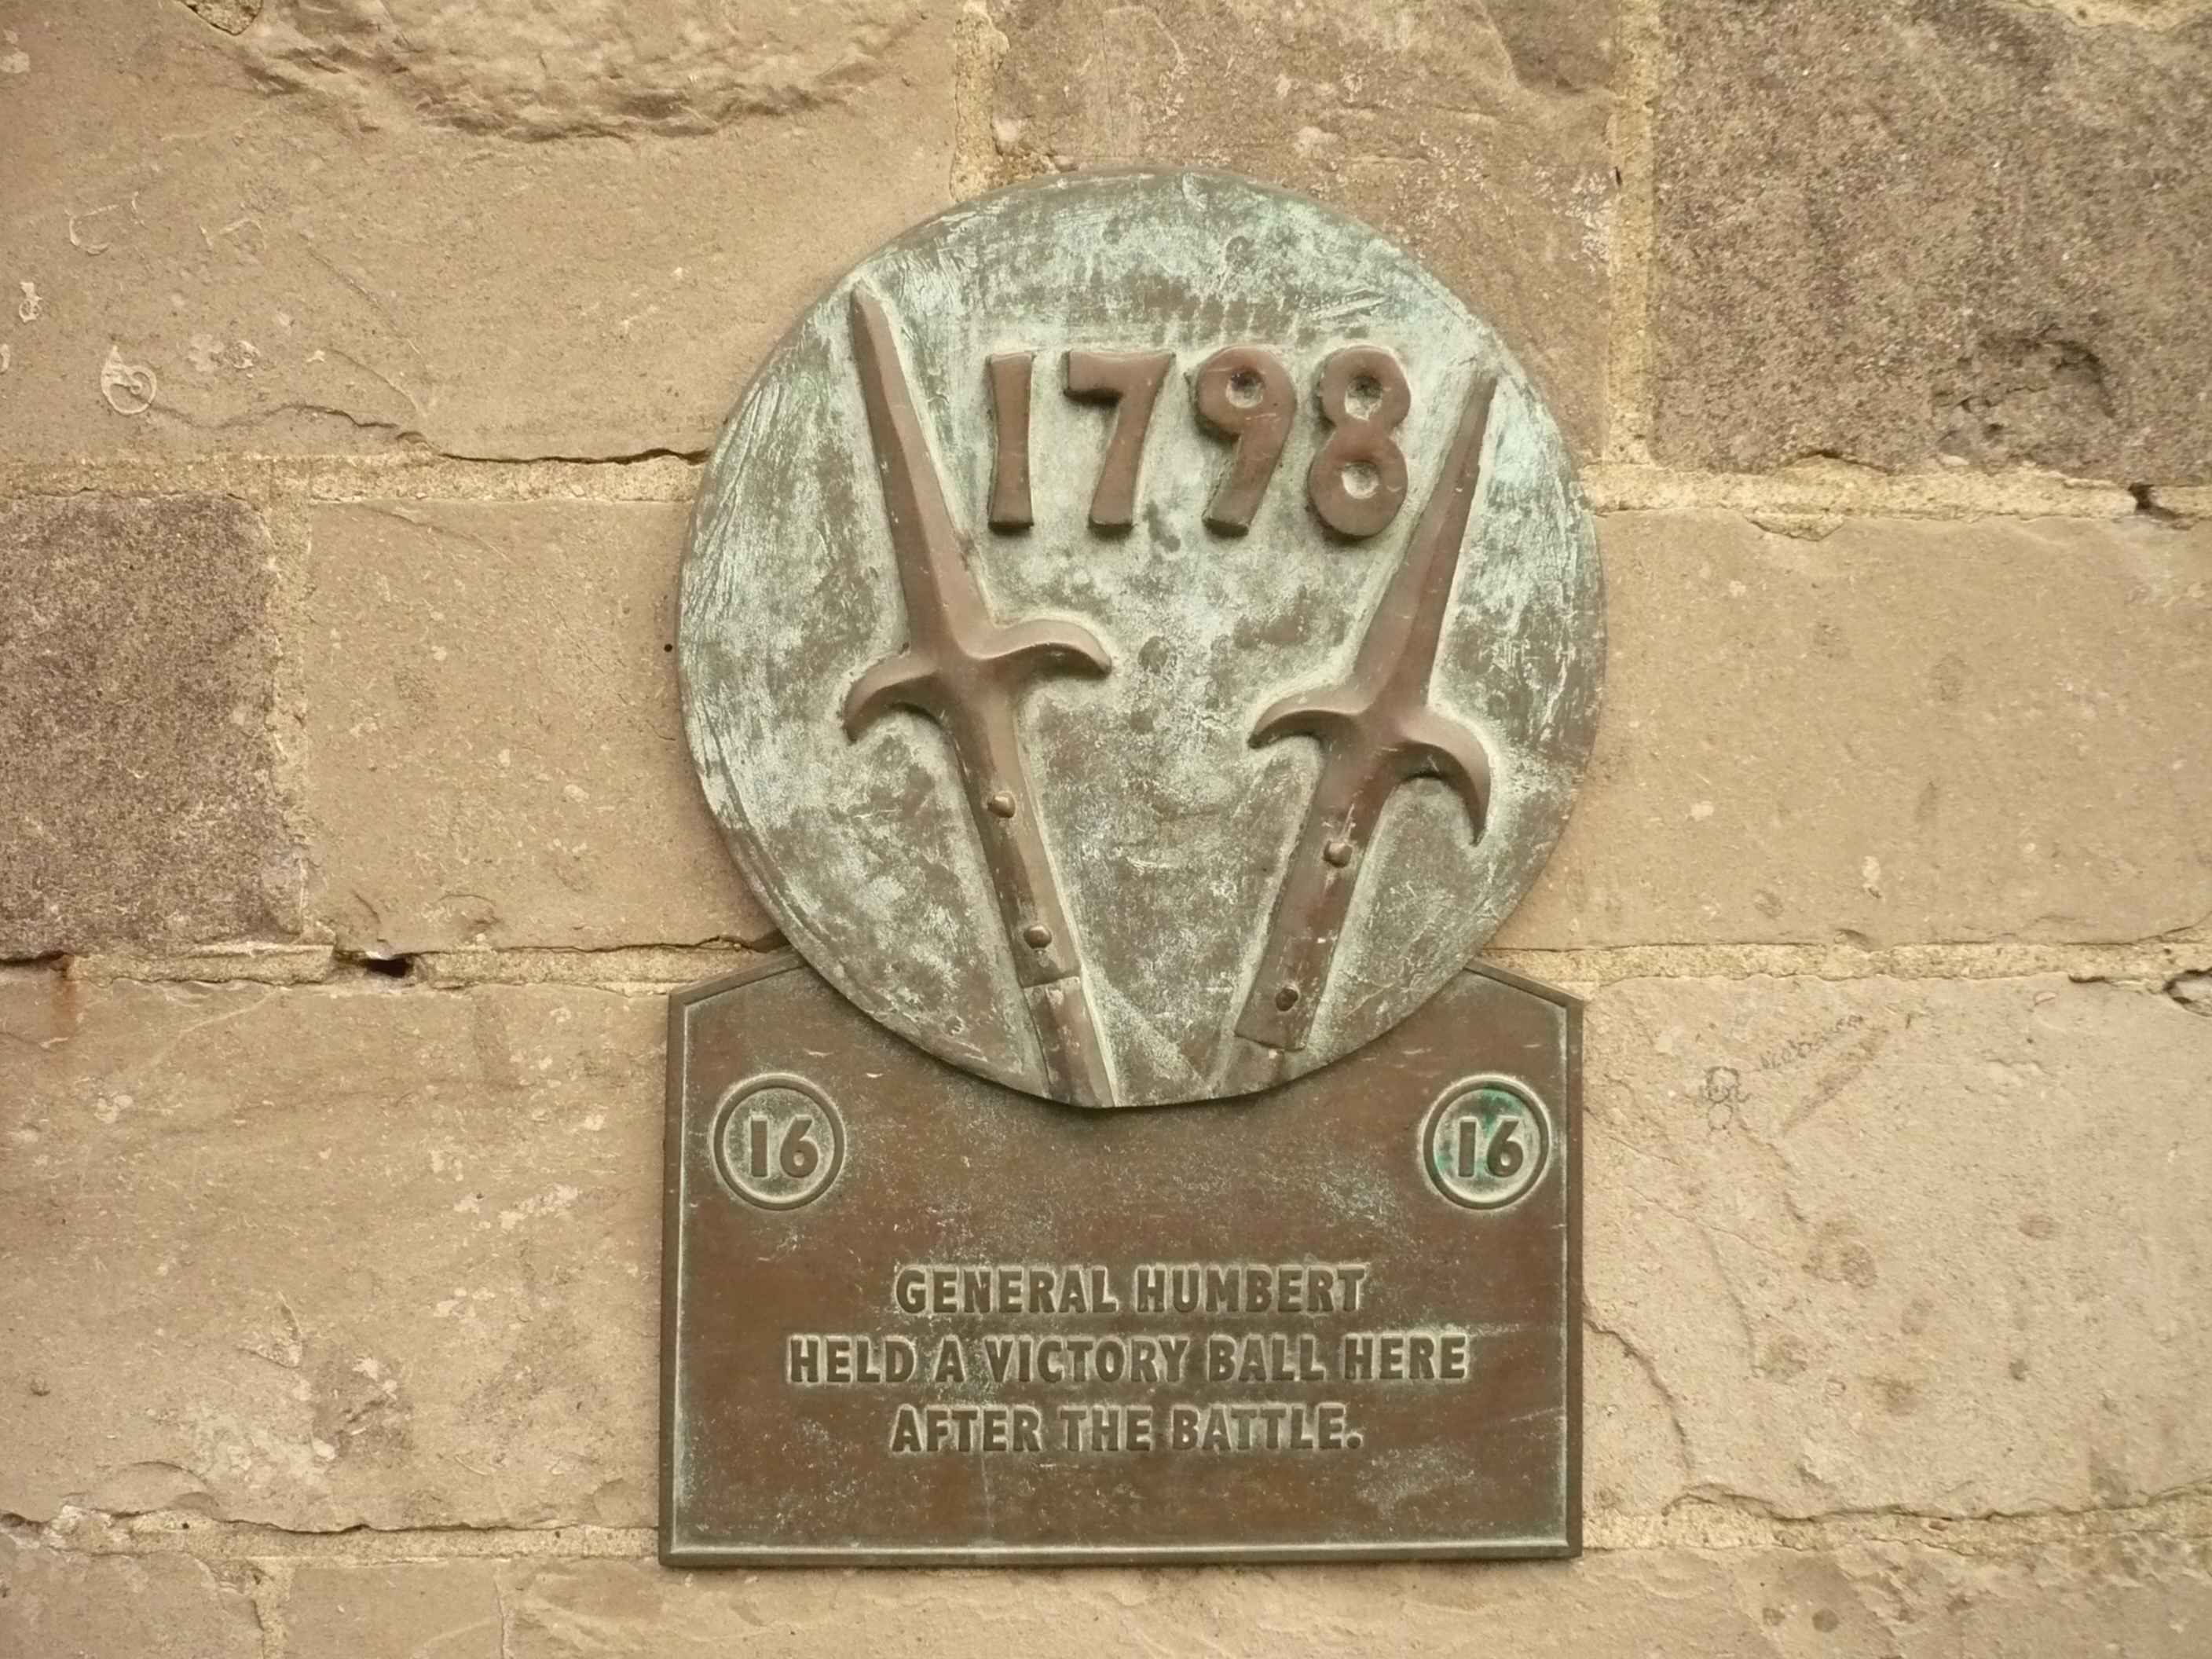 1798
16 16
GENERAL HUMBERT
HELD A VICTORY BALL HERE
AFTER THE BATTLE.